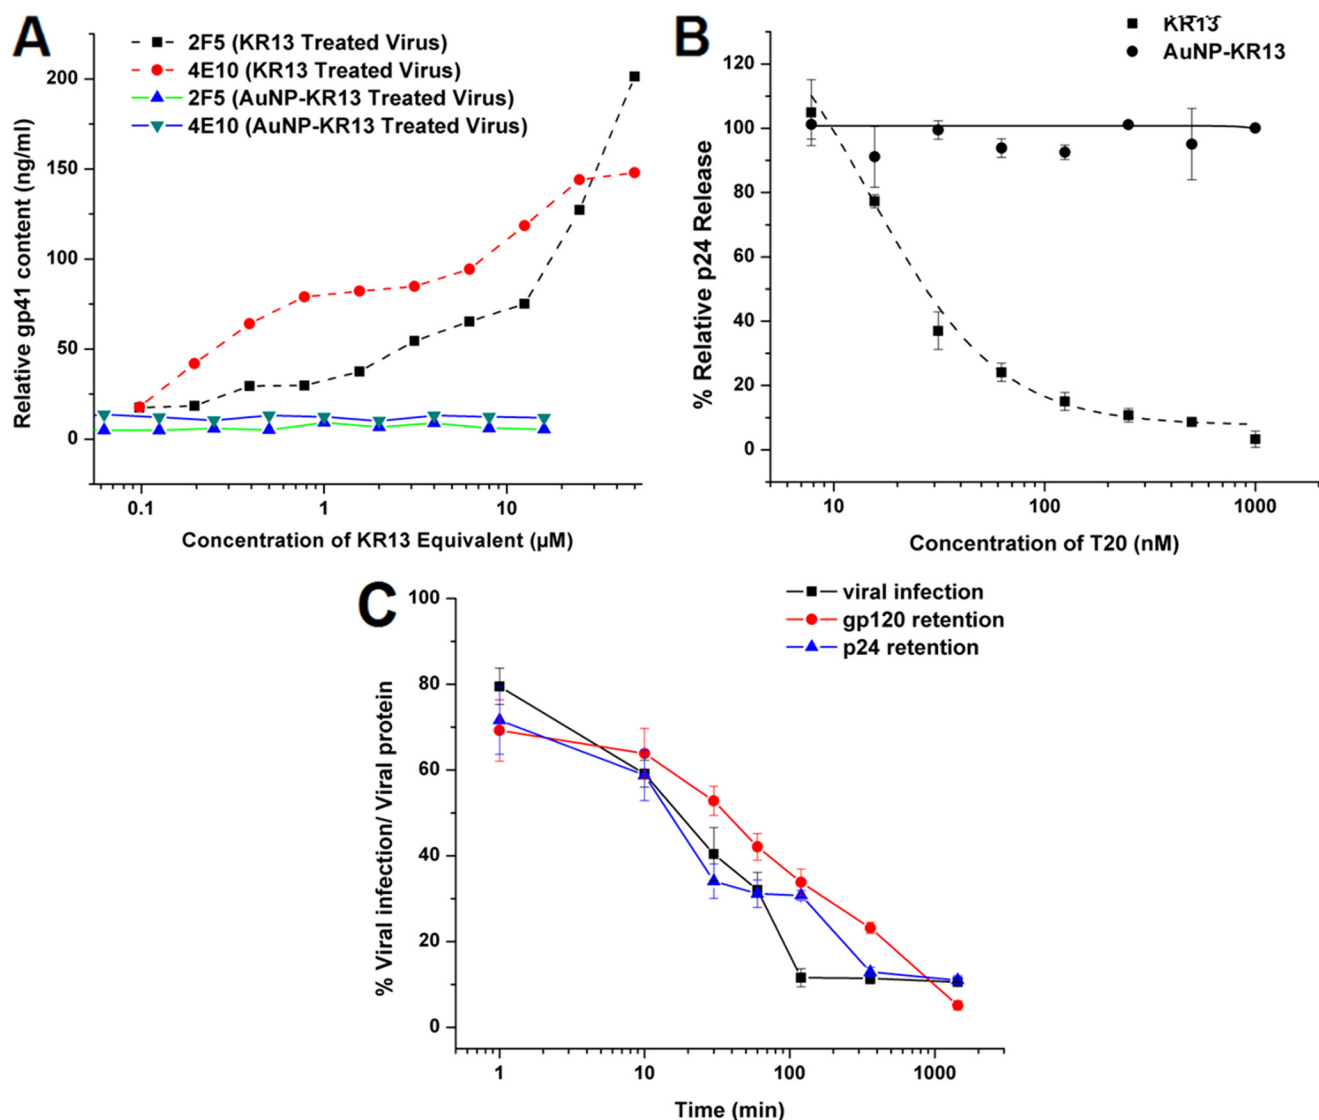 A
2F5 (KR13 Treated Virus)
4E10 (KR13 Treated Virus)
2F5 (AuNP-KR13 Treated Virus)
4E10 (AuNP-KR13 Treated Virus)
Relative gp41 content (ng/ml)
200
150
100
50
0
0.1 1 10
Concentration of KR13 Equivalent (µM)
B
KR13
AuNP-KR13
% Relative p24 Release
120
100
80
60
40
20
0
10 100 1000
Concentration of T20 (nM)
C
viral infection
gp120 retention
p24 retention
% Viral infection/ Viral protein
100
80
60
40
20
0
1 10 100 1000
Time (min)